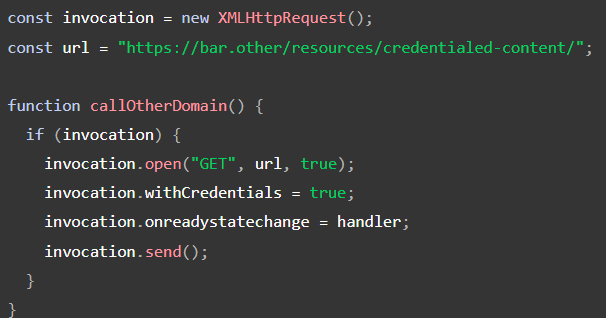 const invocation = new XMLHttpRequest();
const url = "https://bar.other/resources/credentialed-content/";

function callOtherDomain() {
  if (invocation) {
    invocation.open("GET", url, true);
    invocation.withCredentials = true;
    invocation.onreadystatechange = handler;
    invocation.send();
  }
}